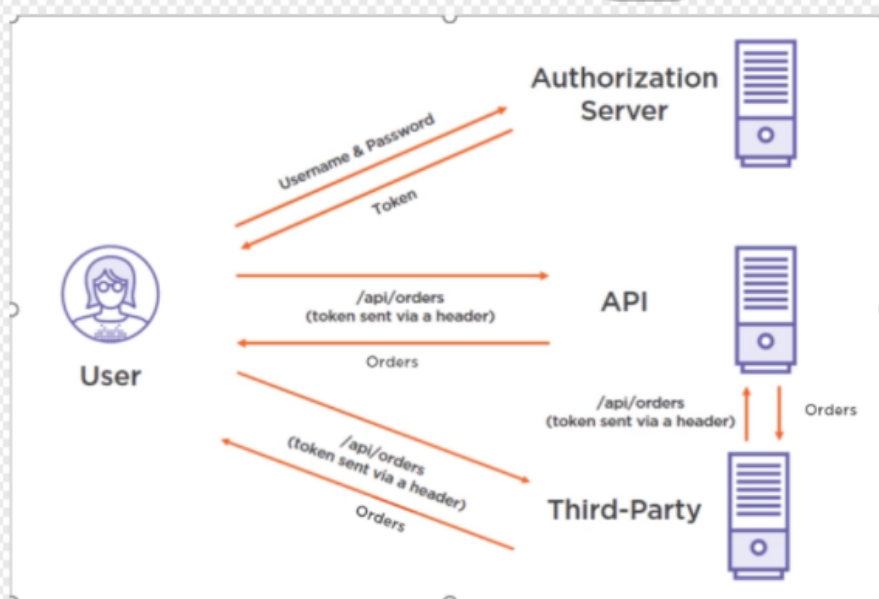 Authorization
Server
Username & Password
Token
/api/orders
(token sent via a header)
API
Orders
User
/api/orders
(token sent via a header)
Orders
/api/orders
(token sent via a header)
Orders
Third-Party